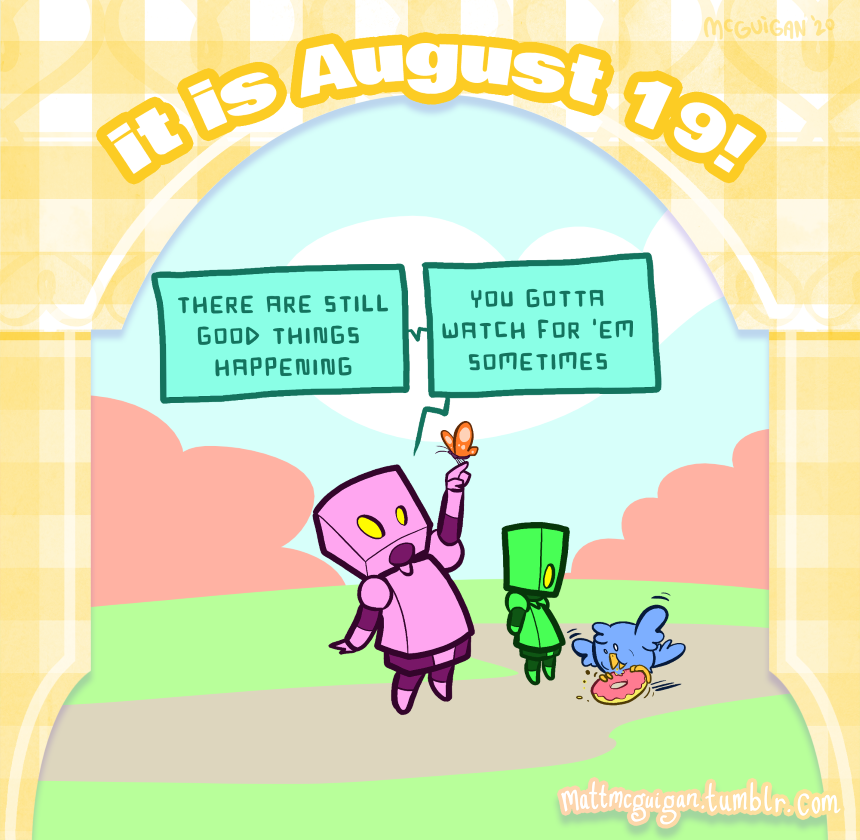 McGUiGAN '20
it is August 19!
THERE ARE STILL
GOOD THINGS
HAPPENING
YOU GOTTA
WATCH FOR 'EM
SOMETIMES
mattmcguigan.tumblr.com